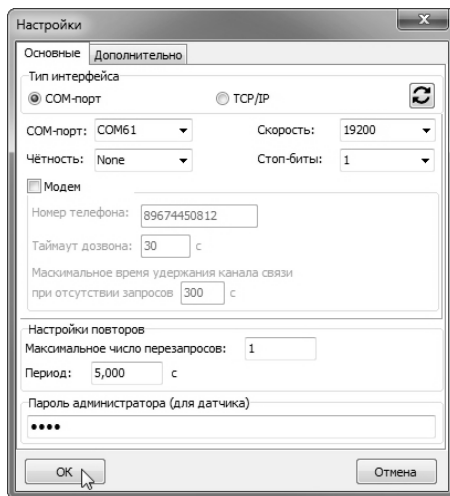 Настройки
Основные Дополнительно
Тип интерфейса
COM-порт TCP/IP
COM-порт: COM61 Скорость: 19200
Чётность: None Стоп-биты: 1
Модем
Номер телефона: 89674450812
Таймаут дозвона: 30 с
Маскимальное время удержания канала связи
при отсутствии запросов 300 с
Настройки повторов
Максимальное число перезапросов: 1
Период: 5,000 с
Пароль администратора (для датчика)
••••
OK Отмена